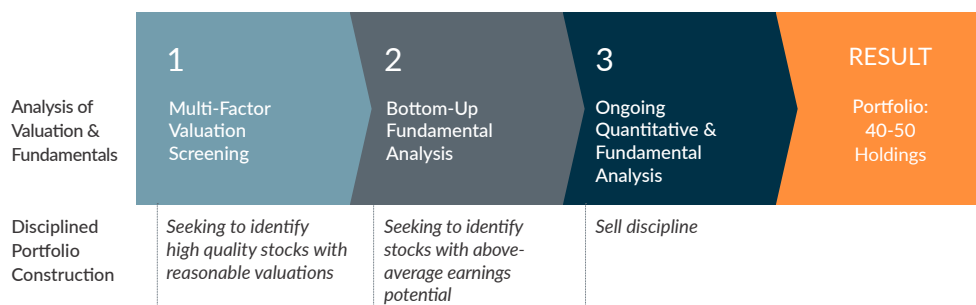 Analysis of
Valuation &
Fundamentals
1
Multi-Factor
Valuation
Screening
2
Bottom-Up
Fundamental
Analysis
3
Ongoing
Quantitative &
Fundamental
Analysis
RESULT
Portfolio:
40-50
Holdings
Disciplined
Portfolio
Construction
Seeking to identify
high quality stocks with
reasonable valuations
Seeking to identify
stocks with above-
average earnings
potential
Sell discipline